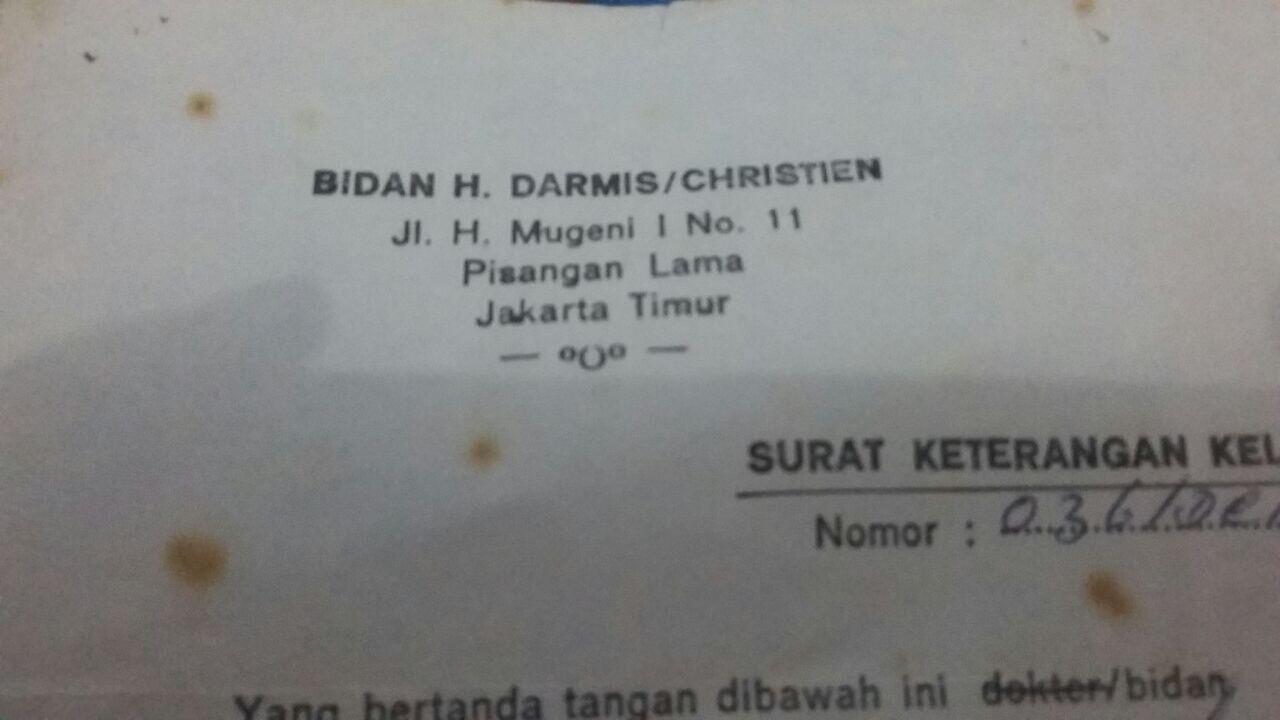 BIDAN H. DARMIS/CHRISTIEN
Jl. H. Mugeni I No. 11
Pisangan Lama
Jakarta Timur
SURAT KETERANGAN KEL
Nomor :
Yang bertanda tangan dibawah ini dokter/bidan